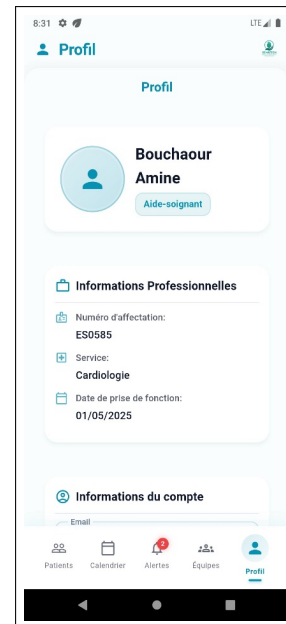 8:31
LTE
Profil
Profil
Bouchaour
Amine
Aide-soignant
Informations Professionnelles
Numéro d'affectation:
ES0585
Service:
Cardiologie
Date de prise de fonction:
01/05/2025
Informations du compte
Email
2
Patients
Calendrier
Alertes
Équipes
Profil